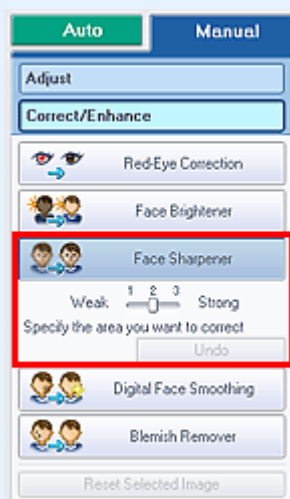 Auto Manual
Adjust
Correct/Enhance
Red-Eye Correction
Face Brightener
Face Sharpener
1 2 3
Weak Strong
Specify the area you want to correct
Undo
Digital Face Smoothing
Blemish Remover
Reset Selected Image